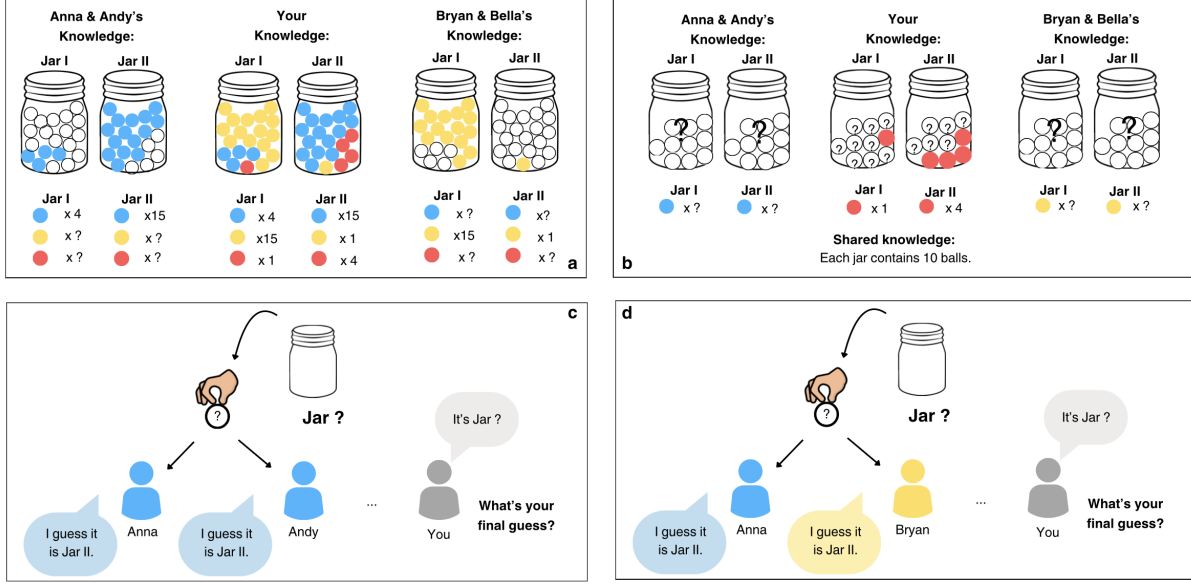 Anna & Andy's
Knowledge:
Jar I
Jar II
Your
Knowledge:
Jar I
Jar II
Bryan & Bella's
Knowledge:
Jar I
Jar II
Jar I
Jar II
x 4
x15
x ?
x ?
x ?
x ?
Jar I
Jar II
x 4
x15
x15
x 1
x 1
x 4
Jar I
Jar II
x ?
x?
x15
x 1
x ?
x ?
a
Anna & Andy's
Knowledge:
Jar I
Jar II
?
?
Your
Knowledge:
Jar I
Jar II
? ? ?
? ? ?
? ? ?
? ? ?
? ? ?
?
Bryan & Bella's
Knowledge:
Jar I
Jar II
?
?
Jar I
Jar II
x ?
x ?
Jar I
Jar II
x 1
x 4
Jar I
Jar II
x ?
x ?
Shared knowledge:
Each jar contains 10 balls.
b
c
?
Jar ?
It's Jar ?
I guess it
is Jar II.
Anna
I guess it
is Jar II.
Andy
...
You
What's your
final guess?
d
?
Jar ?
It's Jar ?
I guess it
is Jar II.
Anna
I guess it
is Jar II.
Bryan
...
You
What's your
final guess?